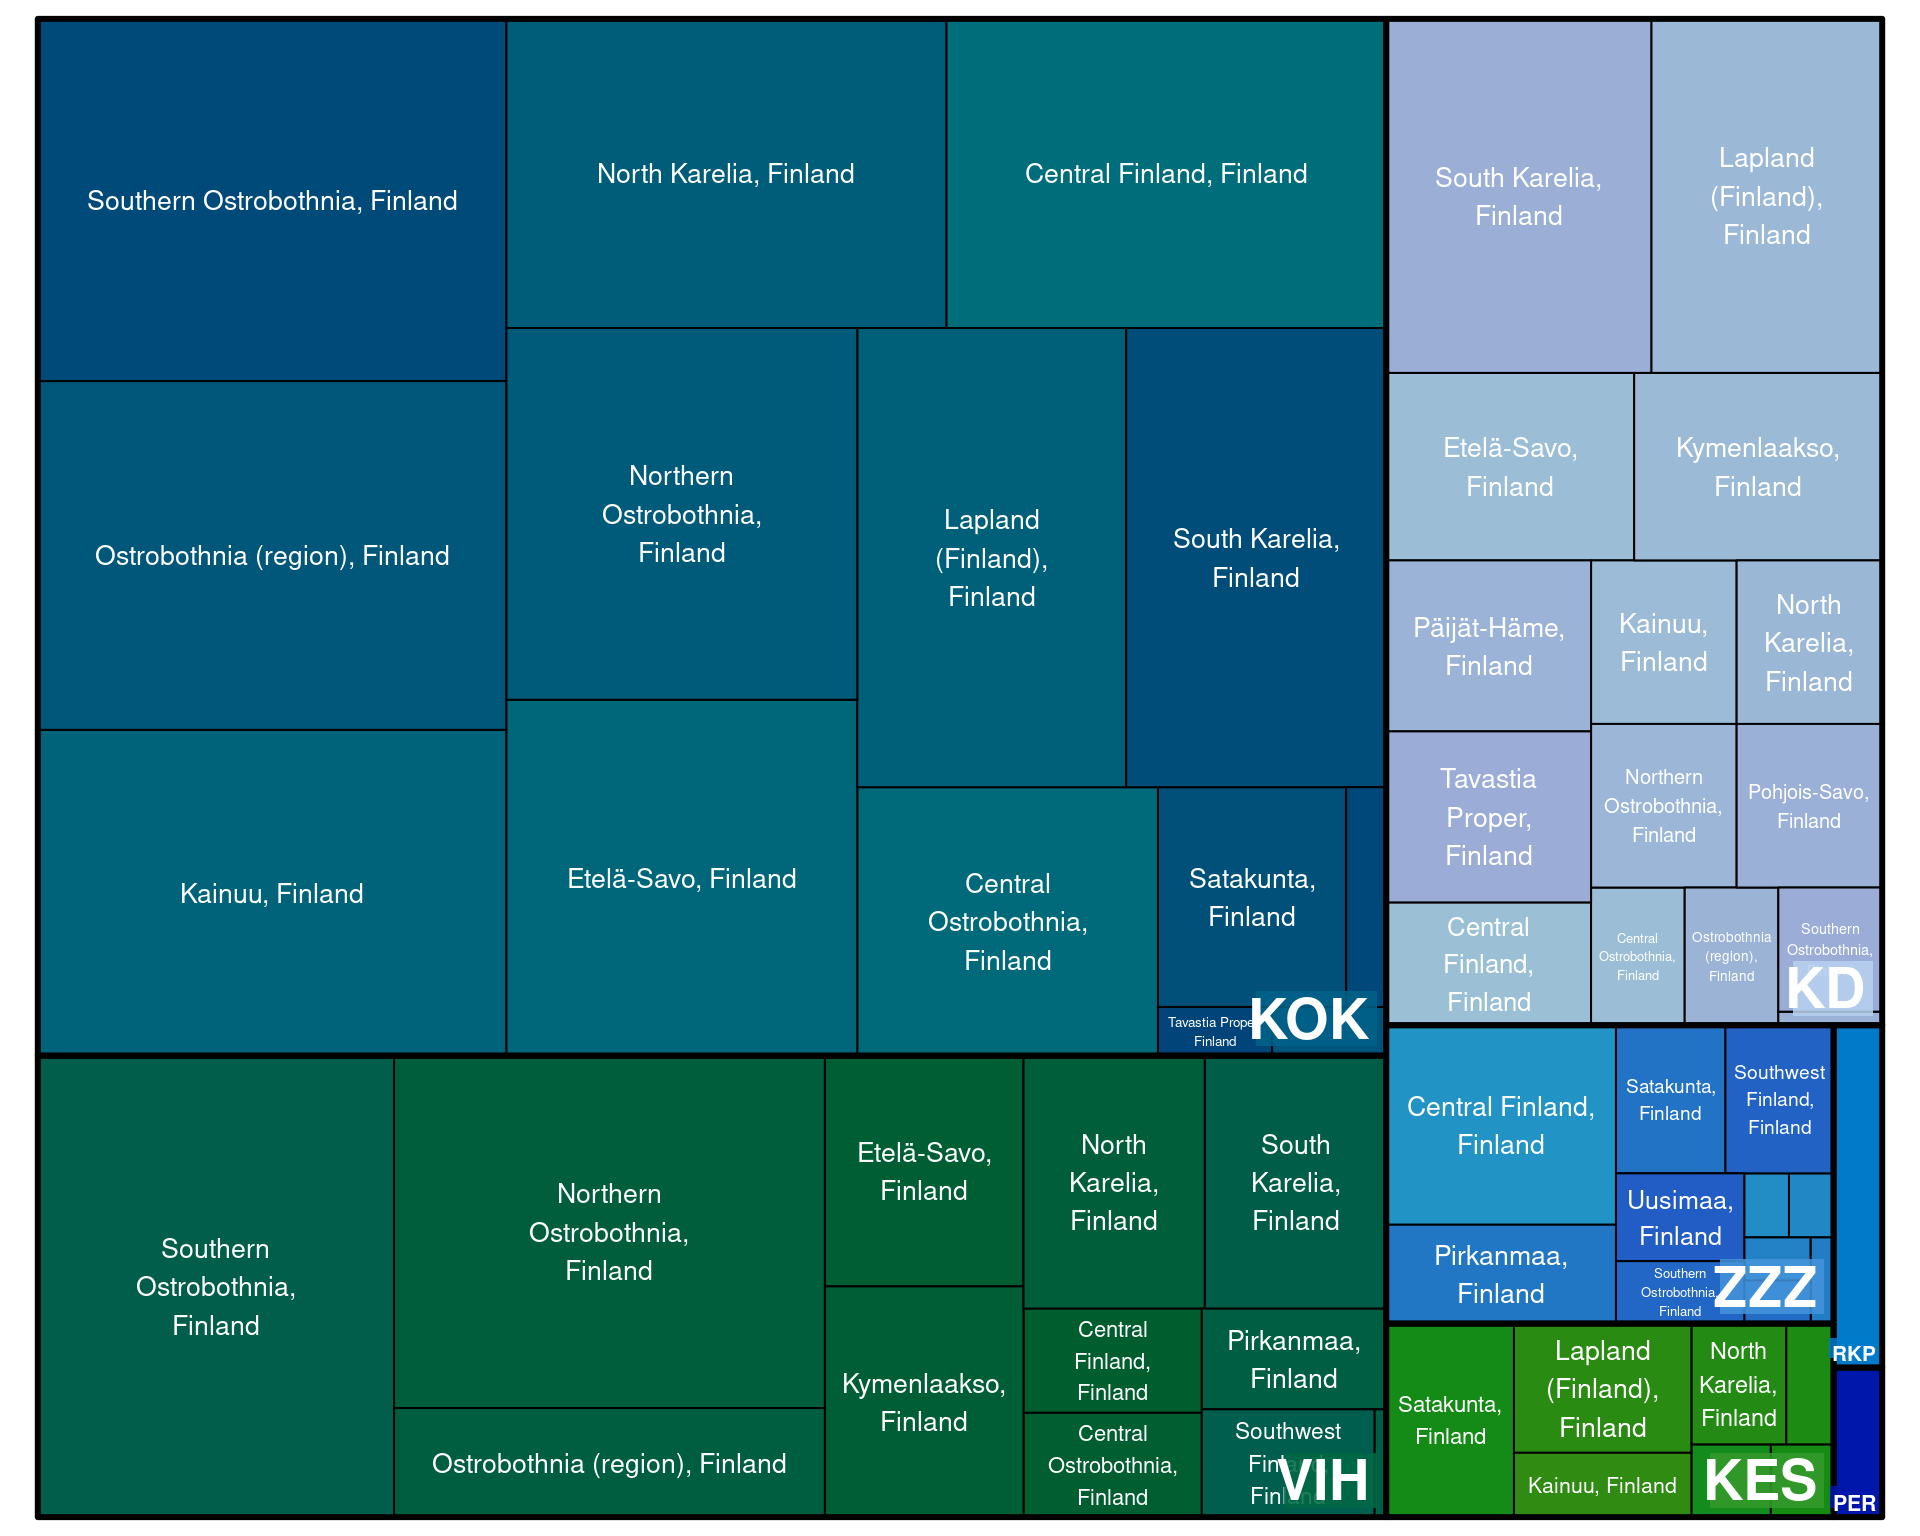 Southern Ostrobothnia, Finland
North Karelia, Finland
Central Finland, Finland
Ostrobothnia (region), Finland
Northern
Ostrobothnia,
Finland
Lapland
(Finland),
Finland
South Karelia,
Finland
Kainuu, Finland
Etelä-Savo, Finland
Central
Ostrobothnia,
Finland
Satakunta,
Finland
Tavastia Prope
Finland
KOK
South Karelia,
Finland
Lapland
(Finland),
Finland
Etelä-Savo,
Finland
Kymenlaakso,
Finland
Päijät-Häme,
Finland
Kainuu,
Finland
North
Karelia,
Finland
Tavastia
Proper,
Finland
Northern
Ostrobothnia,
Finland
Pohjois-Savo,
Finland
Central
Finland,
Finland
Central
Ostrobothnia,
Finland
Ostrobothnia
(region),
Finland
Southern
Ostrobothnia,
KD
Southern
Ostrobothnia,
Finland
Northern
Ostrobothnia,
Finland
Ostrobothnia (region), Finland
Etelä-Savo,
Finland
Kymenlaakso,
Finland
North
Karelia,
Finland
South
Karelia,
Finland
Central
Finland,
Finland
Pirkanmaa,
Finland
Central
Ostrobothnia,
Finland
Southwest
Finland,
Finland
VIH
Central Finland,
Finland
Satakunta,
Finland
Southwest
Finland,
Finland
Pirkanmaa,
Finland
Uusimaa,
Finland
Southern
Ostrobothnia,
Finland
ZZZ
RKP
Satakunta,
Finland
Lapland
(Finland),
Finland
North
Karelia,
Finland
Kainuu, Finland
KES
PER